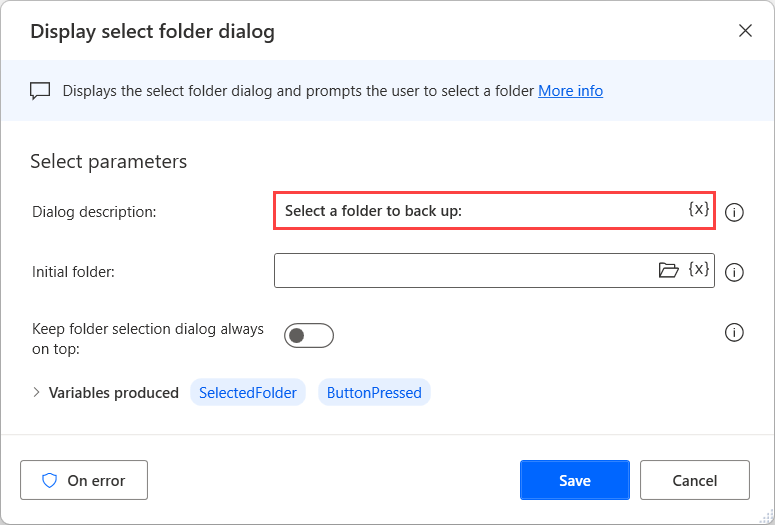 Display select folder dialog
Displays the select folder dialog and prompts the user to select a folder More info
Select parameters
Dialog description:
Select a folder to back up: {x}
Initial folder:
{x}
Keep folder selection dialog always
on top:
Variables produced SelectedFolder ButtonPressed
On error Save Cancel